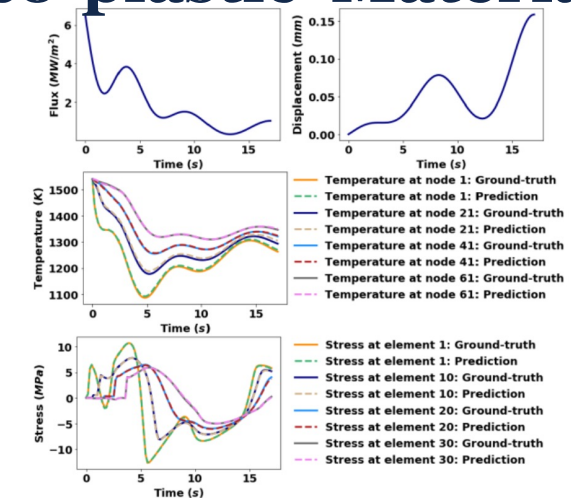 plastic Materia
Flux (MW/m²)
6
4
2
0
5
10
15
Time (s)
Displacement (mm)
0.15
0.10
0.05
0.00
0
5
10
15
Time (s)
Temperature (K)
1500
1400
1300
1200
1100
0
5
10
15
Time (s)
Temperature at node 1: Ground-truth
Temperature at node 1: Prediction
Temperature at node 21: Ground-truth
Temperature at node 21: Prediction
Temperature at node 41: Ground-truth
Temperature at node 41: Prediction
Temperature at node 61: Ground-truth
Temperature at node 61: Prediction
Stress (MPa)
10
5
0
−5
−10
0
5
10
15
Time (s)
Stress at element 1: Ground-truth
Stress at element 1: Prediction
Stress at element 10: Ground-truth
Stress at element 10: Prediction
Stress at element 20: Ground-truth
Stress at element 20: Prediction
Stress at element 30: Ground-truth
Stress at element 30: Prediction